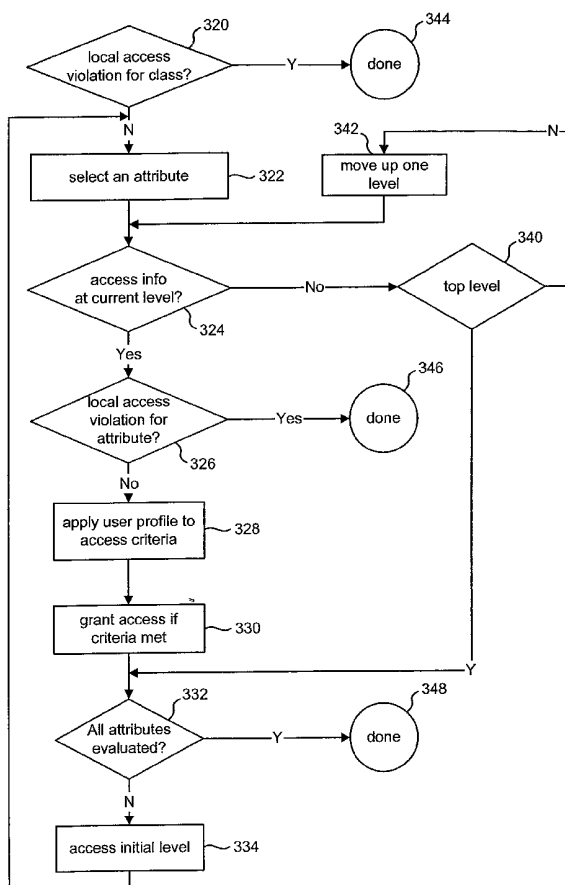 320
local access
violation for class?
Y
done
344
N
select an attribute
322
342
move up one
level
N
access info
at current level?
324
No
top level
340
Yes
local access
violation for
attribute?
326
Yes
done
346
No
apply user profile to
access criteria
328
grant access if
criteria met
330
Y
332
All attributes
evaluated?
Y
done
348
N
access initial level
334